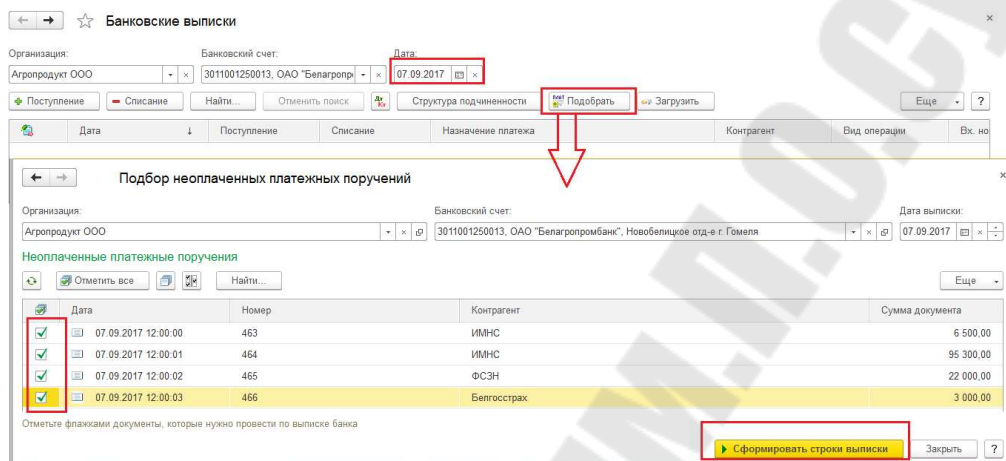 Банковские выписки
Организация: Банковский счет: Дата:
Агропродукт ООО 3011001250013, ОАО "Белагропр 07.09.2017
Поступление Списание Найти... Отменить поиск Дт Кт Структура подчиненности Подобрать Загрузить Еще ?
Дата Поступление Списание Назначение платежа Контрагент Вид операции Вх. но
Подбор неоплаченных платежных поручений
Организация: Банковский счет: Дата выписки:
Агропродукт ООО 3011001250013, ОАО "Белагропромбанк", Новобелицкое отд-е г. Гомеля 07.09.2017
Неоплаченные платежные поручения
Отметить все Найти... Еще
Дата Номер Контрагент Сумма документа
07.09.2017 12:00:00 463 ИМНС 6 500,00
07.09.2017 12:00:01 464 ИМНС 95 300,00
07.09.2017 12:00:02 465 ФСЗН 22 000,00
07.09.2017 12:00:03 466 Белгосстрах 3 000,00
Отметьте флажками документы, которые нужно провести по выписке банка
Сформировать строки выписки Закрыть ?